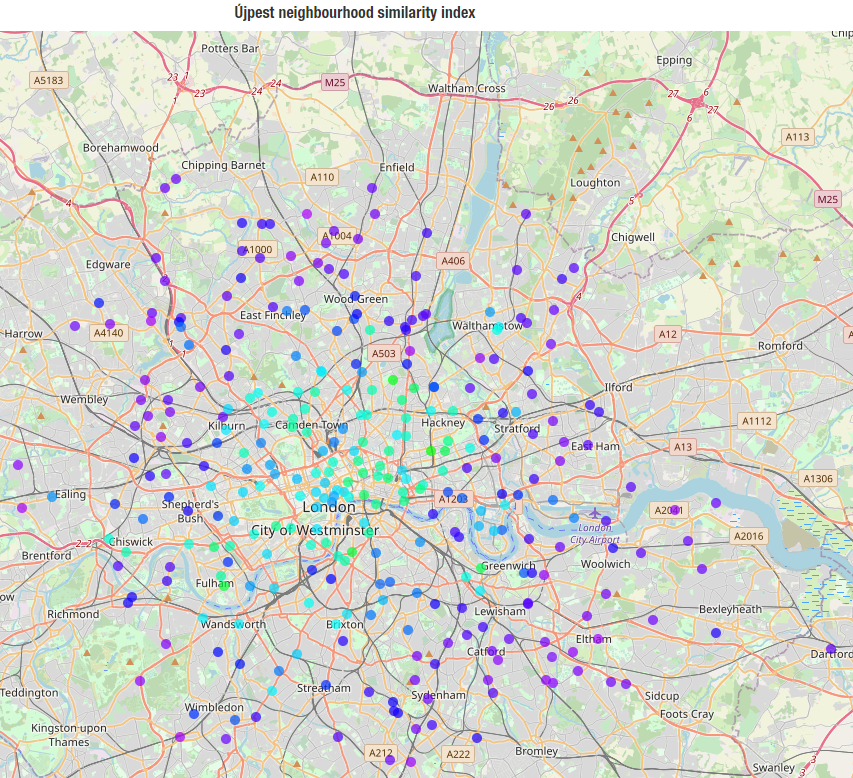 Újpest neighbourhood similarity index
Potters Bar
Epping
A5183
23
1
23
24
24
M25
Waltham Cross
26
26
27
6
27
6
1
A113
Borehamwood
Chipping Barnet
A110
Enfield
Loughton
M25
4
5
A1004
A1000
Chigwell
Edgware
A406
4
Wood Green
East Finchley
Walthamstow
Harrow
A4140
A12
Romford
1
1
A503
Ilford
Wembley
Kilburn
Camden Town
Hackney
Stratford
A1112
East Ham
A13
A1306
Ealing
Shepherd's
Bush
London
A1203
A2041
City of Westminster
London
City Airport
A2016
2
2
Chiswick
Brentford
Greenwich
Woolwich
Fulham
Richmond
Wandsworth
Brixton
Lewisham
Bexleyheath
Eltham
Catford
Dartford
Teddington
Streatham
Sydenham
Sidcup
Wimbledon
Foots Cray
Kingston upon
Thames
A212
A222
Bromley
Swanley
3
3